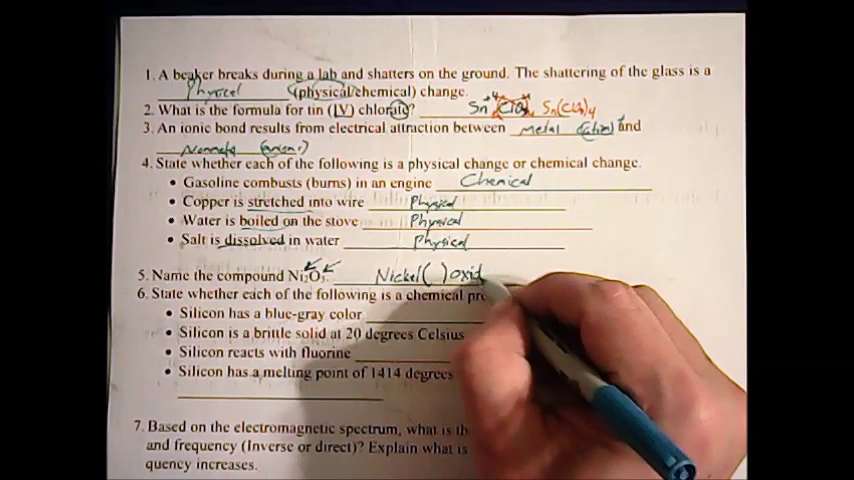 1. A beaker breaks during a lab and shatters on the ground. The shattering of the glass is a
Physical (physical/chemical) change.
2. What is the formula for tin (IV) chlorate? Sn⁺⁴ Sn(ClO₃)₄
3. An ionic bond results from electrical attraction between metal (cation) and
Nonmetal (anion)
4. State whether each of the following is a physical change or chemical change.
• Gasoline combusts (burns) in an engine Chemical
• Copper is stretched into wire Physical
• Water is boiled on the stove Physical
• Salt is dissolved in water Physical
5. Name the compound Ni₂O₃. Nickel( )oxid
6. State whether each of the following is a chemical pr
• Silicon has a blue-gray color
• Silicon is a brittle solid at 20 degrees Celsius
• Silicon reacts with fluorine
• Silicon has a melting point of 1414 degrees
7. Based on the electromagnetic spectrum, what is th
and frequency (Inverse or direct)? Explain what
quency increases.